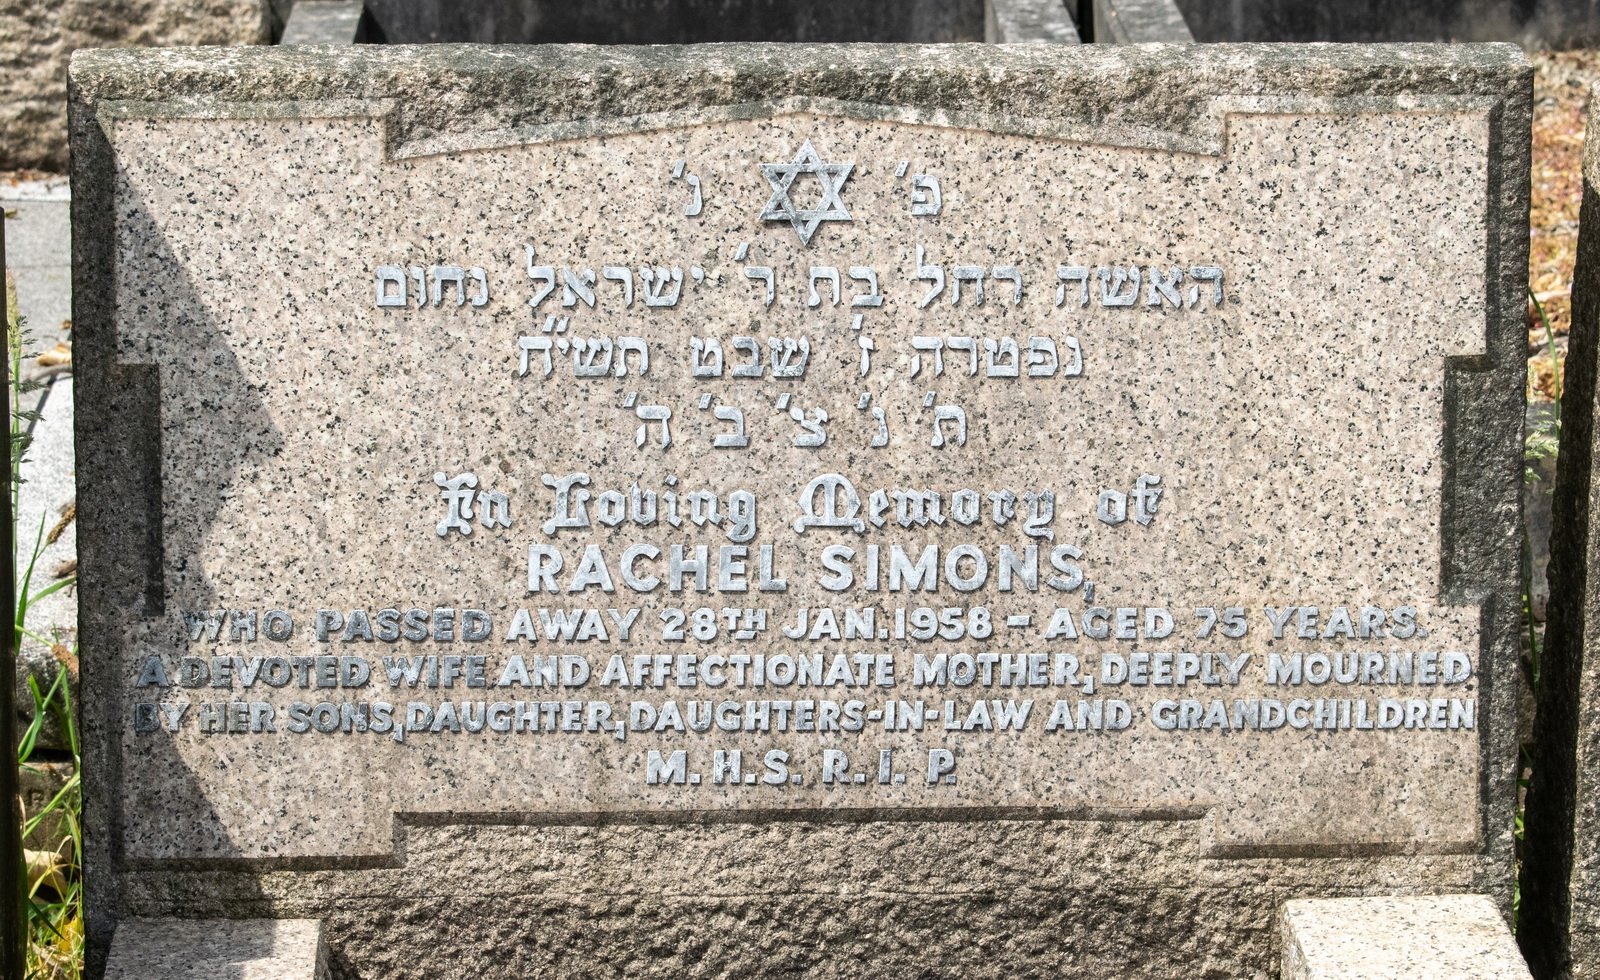 פ' נ'
האשה רחל בת ר' ישראל נחום
נפטרה ז' שבט תשי"ח
ת' נ' צ' ב' ה'
In Loving Memory of
RACHEL SIMONS,
WHO PASSED AWAY 28TH JAN. 1958 - AGED 75 YEARS.
A DEVOTED WIFE AND AFFECTIONATE MOTHER, DEEPLY MOURNED
BY HER SONS, DAUGHTER, DAUGHTERS-IN-LAW AND GRANDCHILDREN
M. H. S. R. I. P.